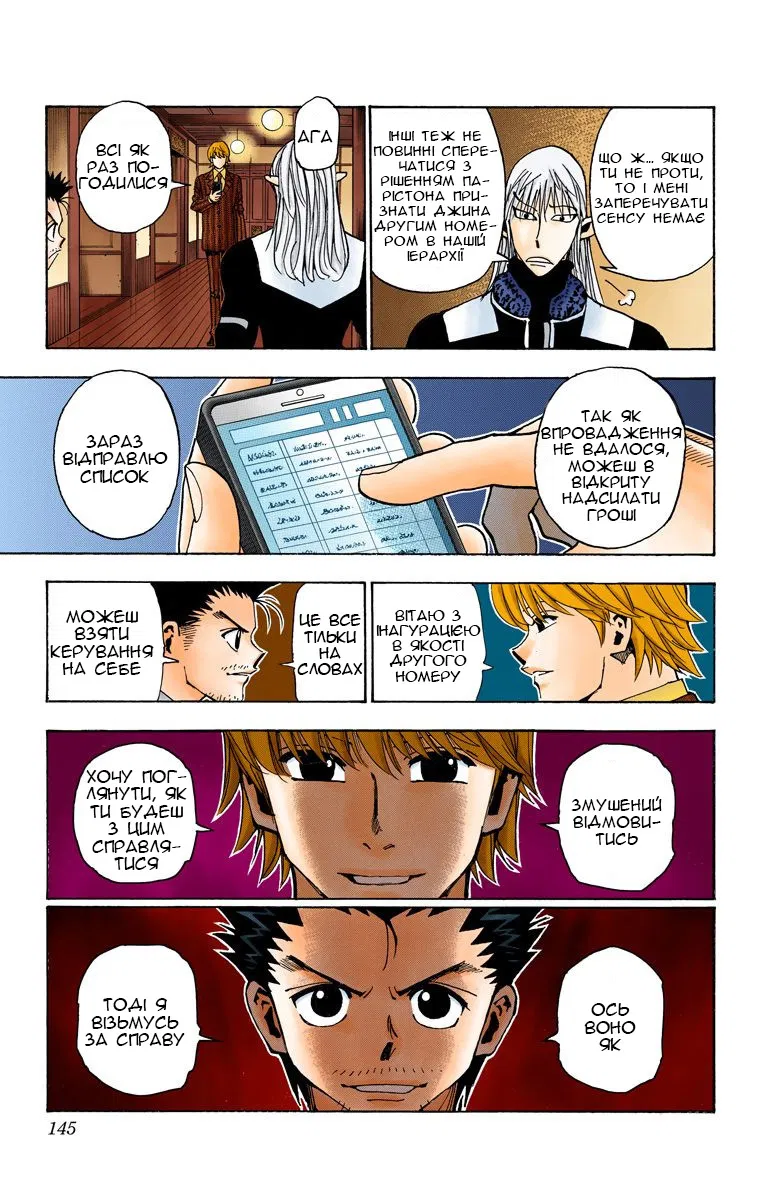 ЩО Ж... ЯКЩО
ТИ НЕ ПРОТИ,
ТО І МЕНІ
ЗАПЕРЕЧУВАТИ
СЕНСУ НЕМАЄ
ІНШІ ТЕЖ НЕ
ПОВИННІ СПЕРЕ-
ЧАТИСЯ З
РІШЕННЯМ ПА-
РІСТОНА ПРИ-
ЗНАТИ ДЖИНА
ДРУГИМ НОМЕ-
РОМ В НАШІЙ
ІЄРАРХІЇ
АГА
ВСІ ЯК
РАЗ ПО-
ГОДИЛИСЯ
ТАК ЯК
ВПРОВАДЖЕННЯ
НЕ ВДАЛОСЯ,
МОЖЕШ В
ВІДКРИТУ
НАДСИЛАТИ
ГРОШІ
ЗАРАЗ
ВІДПРАВЛЮ
СПИСОК
ВІТАЮ З
ІНАГУРАЦІЄЮ
В ЯКОСТІ
ДРУГОГО
НОМЕРУ
ЦЕ ВСЕ
ТІЛЬКИ
НА
СЛОВАХ
МОЖЕШ
ВЗЯТИ
КЕРУВАННЯ
НА СЕБЕ
ЗМУШЕНИЙ
ВІДМОВИ-
ТИСЬ
ХОЧУ ПОГ-
ЛЯНУТИ, ЯК
ТИ БУДЕШ
З ЦИМ
СПРАВЛЯ-
ТИСЯ
ОСЬ
ВОНО
ЯК
ТОДІ Я
ВІЗЬМУСЬ
ЗА СПРАВУ
145